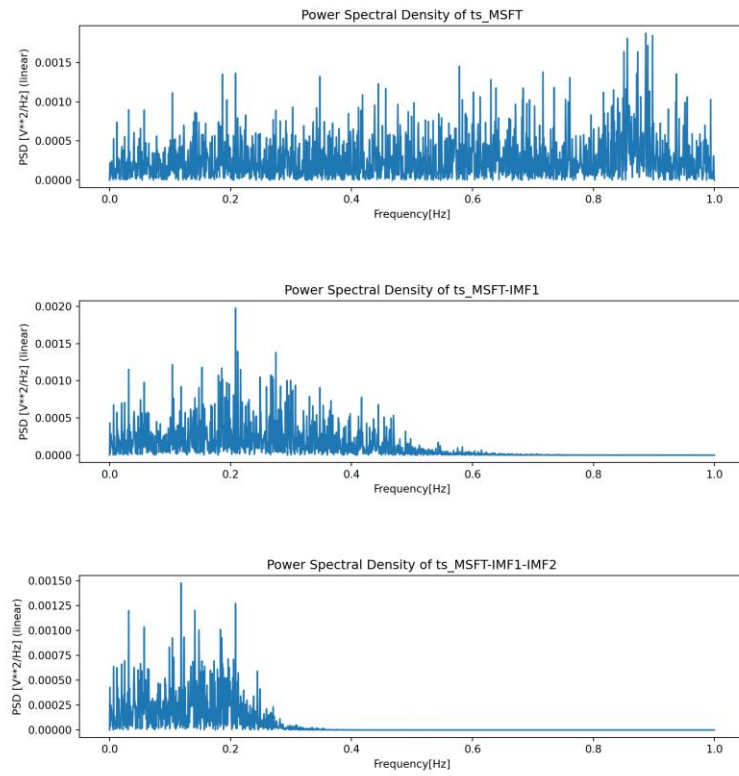 Power Spectral Density of ts_MSFT
PSD [V**2/Hz] (linear)
0.0015
0.0010
0.0005
0.0000
0.0 0.2 0.4 0.6 0.8 1.0
Frequency[Hz]
Power Spectral Density of ts_MSFT-IMF1
PSD [V**2/Hz] (linear)
0.0020
0.0015
0.0010
0.0005
0.0000
0.0 0.2 0.4 0.6 0.8 1.0
Frequency[Hz]
Power Spectral Density of ts_MSFT-IMF1-IMF2
PSD [V**2/Hz] (linear)
0.00150
0.00125
0.00100
0.00075
0.00050
0.00025
0.00000
0.0 0.2 0.4 0.6 0.8 1.0
Frequency[Hz]